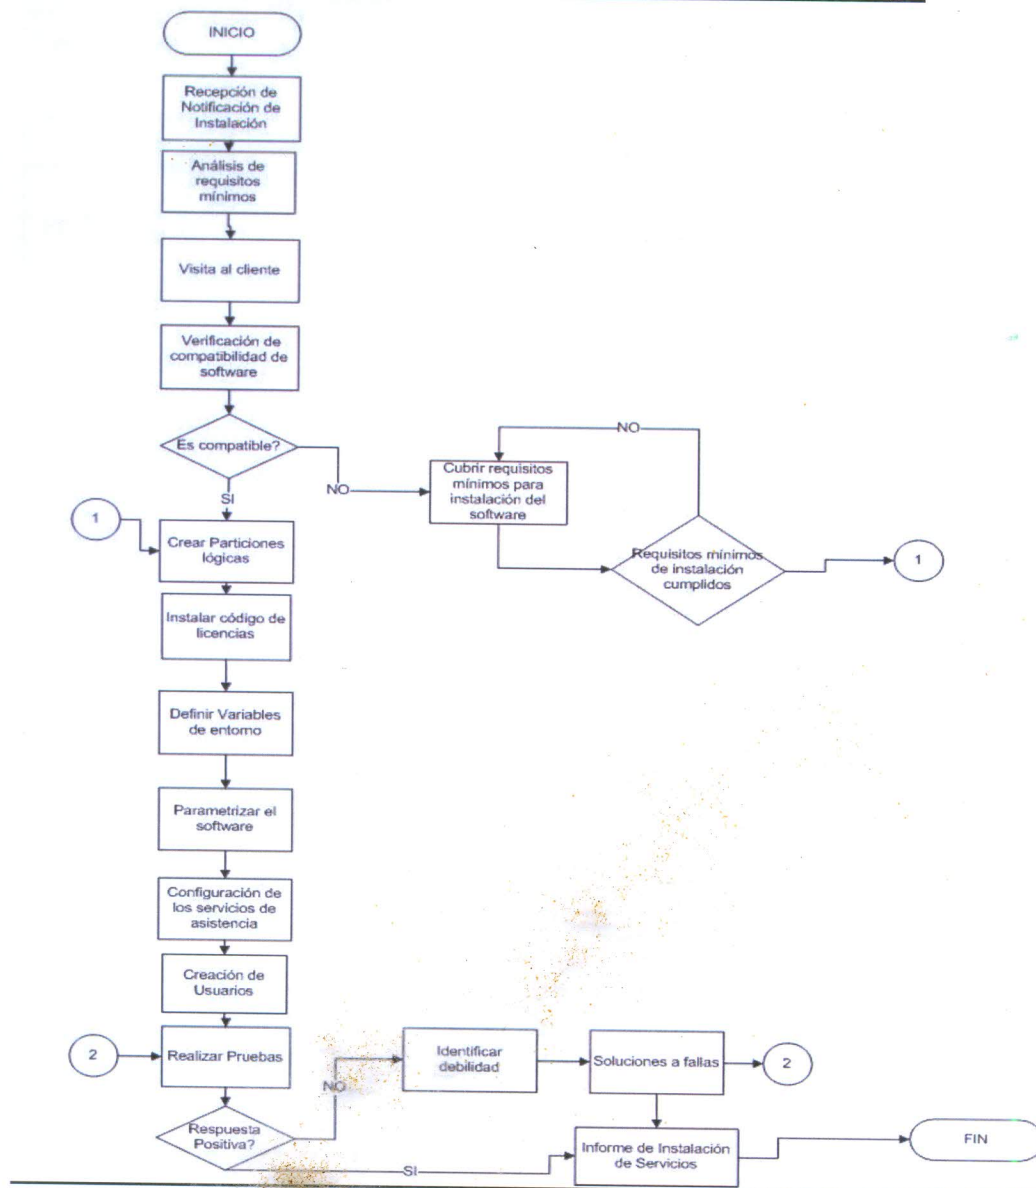 INICIO
Recepción de
Notificación de
Instalación
Análisis de
requisitos
mínimos
Visita al cliente
Verificación de
compatibilidad de
software
Es compatible?
NO
SI
NO
Cubrir requisitos
mínimos para
instalación del
software
Requisitos mínimos
de instalación
cumplidos
1
1
Crear Particiones
lógicas
Instalar código de
licencias
Definir Variables
de entorno
Parametrizar el
software
Configuración de
los servicios de
asistencia
Creación de
Usuarios
2
Realizar Pruebas
NO
Identificar
debilidad
Soluciones a fallas
2
Respuesta
Positiva?
SI
Informe de Instalación
de Servicios
FIN